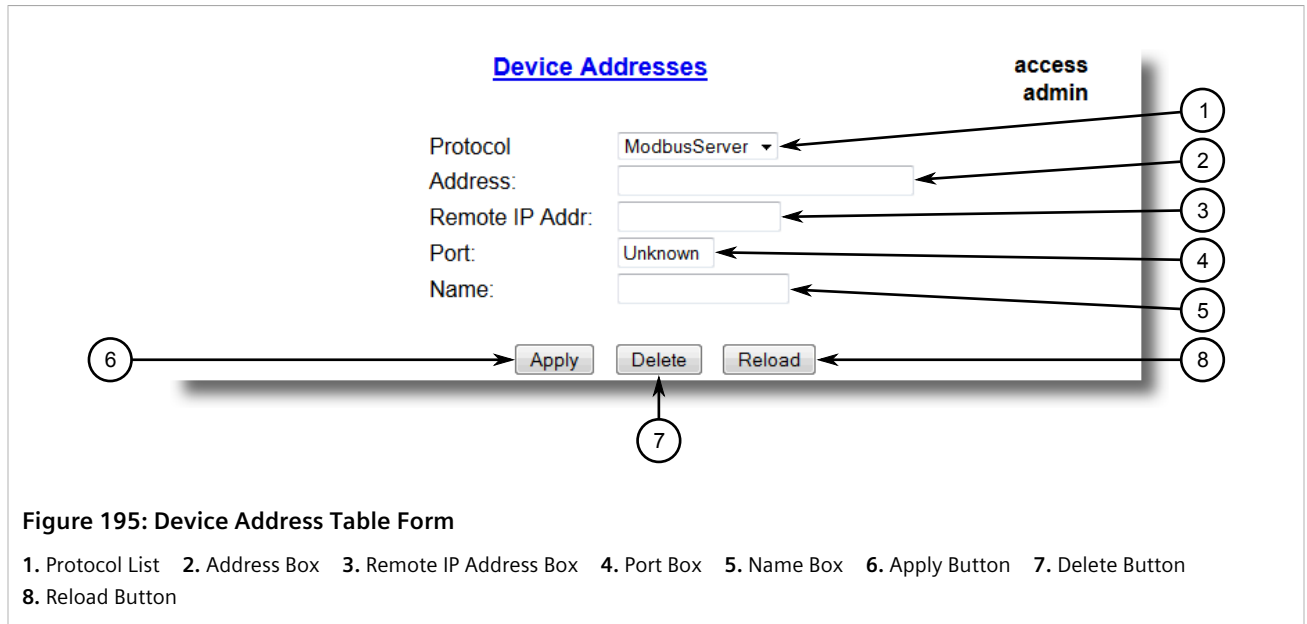 Device Addresses
access
admin
1
Protocol
ModbusServer
2
Address:
3
Remote IP Addr:
4
Port:
Unknown
5
Name:
6
Apply
Delete
Reload
8
7
Figure 195: Device Address Table Form
1. Protocol List 2. Address Box 3. Remote IP Address Box 4. Port Box 5. Name Box 6. Apply Button 7. Delete Button
8. Reload Button